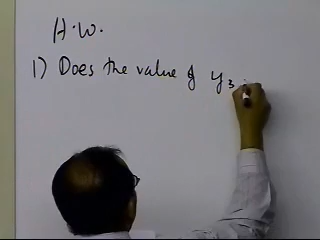 H.W.
1) Does the value of y₃